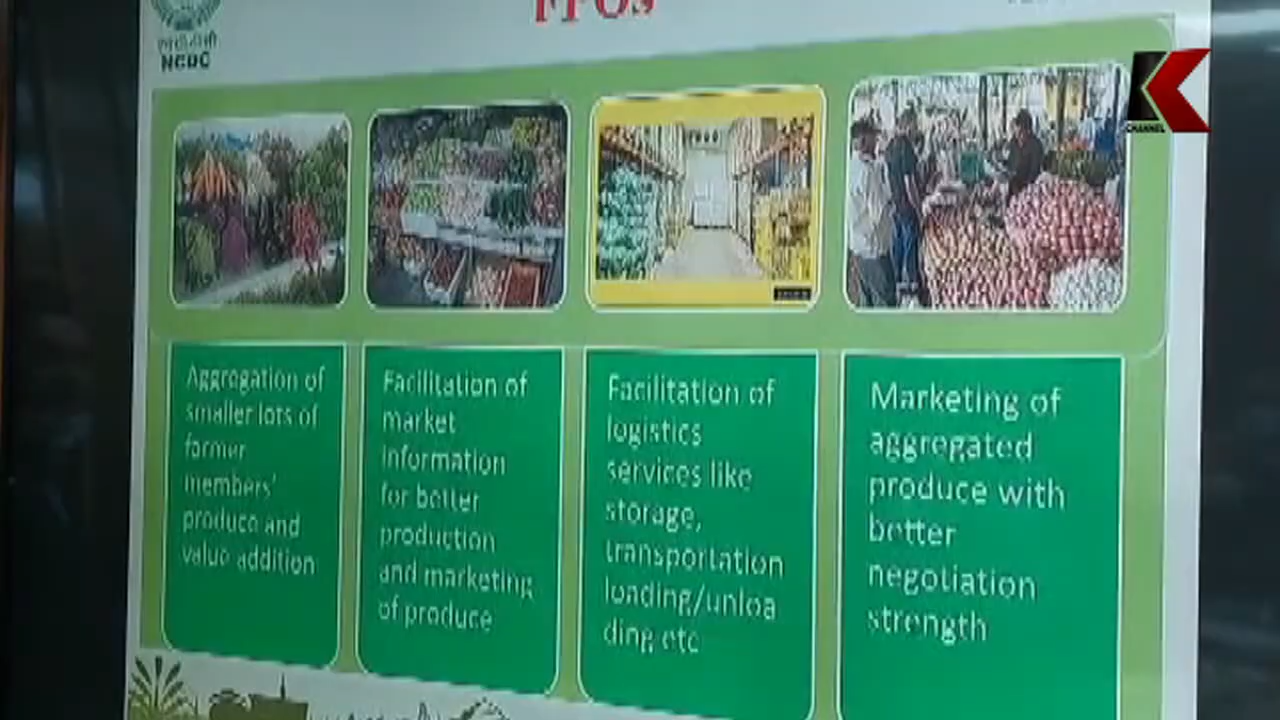 FPOs
NCDC
K
CHANNEL
Aggregation of
smaller lots of
farmer
members'
produce and
value addition
Facilitation of
market
information
for better
production
and marketing
of produce
Facilitation of
logistics
services like
storage,
transportation
loading/unloa
ding etc
Marketing of
aggregated
produce with
better
negotiation
strength